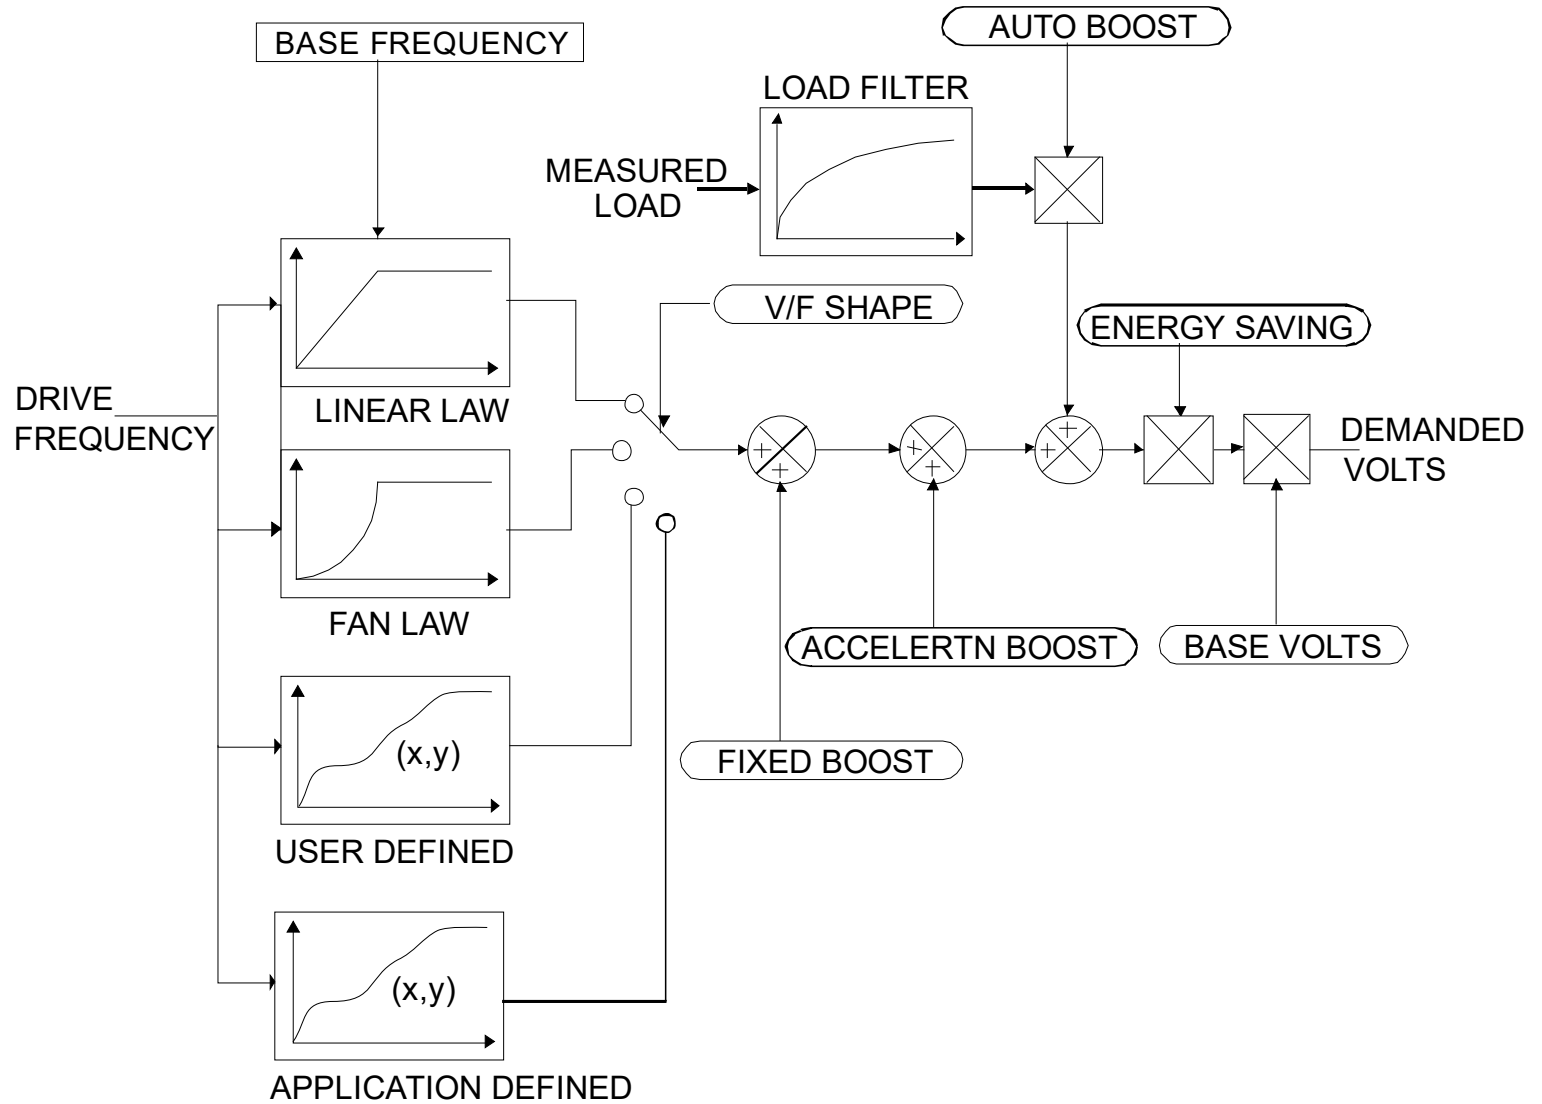 BASE FREQUENCY
AUTO BOOST
LOAD FILTER
MEASURED
LOAD
V/F SHAPE
ENERGY SAVING
DRIVE
FREQUENCY
LINEAR LAW
+
+
+
+
+
+
DEMANDED
VOLTS
FAN LAW
ACCELERTN BOOST
BASE VOLTS
(x,y)
FIXED BOOST
USER DEFINED
(x,y)
APPLICATION DEFINED